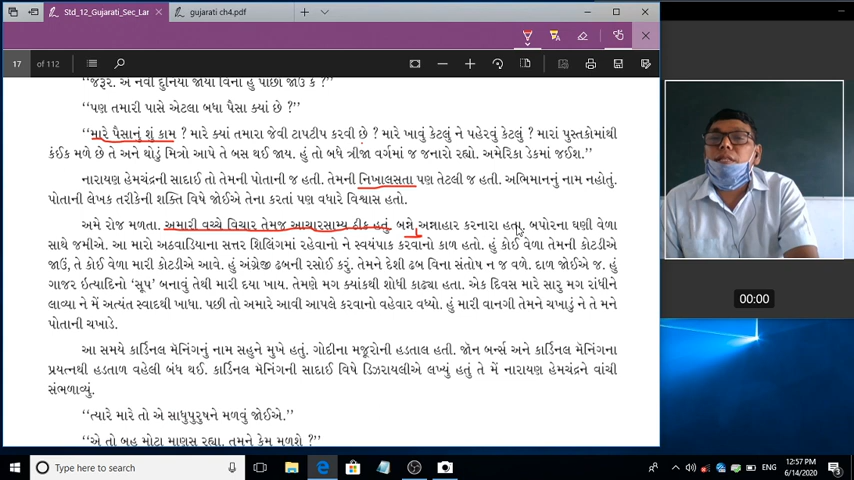 Std_12_Gujarati_Sec_Lar
gujarati ch4.pdf
17 of 112
“જરૂર. એ નવી દુનિયા જોયા વિના હું પાછો જાઉં કે ?”
“પણ તમારી પાસે એટલા બધા પૈસા ક્યાં છે ?”
“મારે પૈસાનું શું કામ ? મારે ક્યાં તમારા જેવી ટાપટીપ કરવી છે ? મારે ખાવું કેટલું ને પહેરવું કેટલું ? મારાં પુસ્તકોમાંથી
કંઈક મળે છે તે અને થોડું મિત્રો આપે તે બસ થઈ જાય. હું તો બધે ત્રીજા વર્ગમાં જ જનારો રહ્યો. અમેરિકા ડેકમાં જઈશ.”
નારાયણ હેમચંદ્રની સાદાઈ તો તેમની પોતાની જ હતી. તેમની નિખાલસતા પણ તેટલી જ હતી. અભિમાનનું નામ નહોતું.
પોતાની લેખક તરીકેની શક્તિ વિષે જોઈએ તેના કરતાં પણ વધારે વિશ્વાસ હતો.
અમે રોજ મળતા. અમારી વચ્ચે વિચાર તેમજ આચારસામ્ય ઠીક હતું. બન્ને અન્નાહાર કરનારા હતા. બપોરના ઘણી વેળા
સાથે જમીએ. આ મારો અઠવાડિયાના સત્તર શિલિંગમાં રહેવાનો ને સ્વયંપાક કરવાનો કાળ હતો. હું કોઈ વેળા તેમની કોટડીએ
જાઉં, તે કોઈ વેળા મારી કોટડીએ આવે. હું અંગ્રેજી ઢબની રસોઈ કરું. તેમને દેશી ઢબ વિના સંતોષ ન જ વળે. દાળ જોઈએ જ. હું
ગાજર ઇત્યાદિનો ‘સૂપ’ બનાવું તેથી મારી દયા ખાય. તેમણે મગ ક્યાંકથી શોધી કાઢ્યા હતા. એક દિવસ મારે સારુ મગ રાંધીને
લાવ્યા ને મેં અત્યંત સ્વાદથી ખાધા. પછી તો અમારે આવી આપલે કરવાનો વહેવાર વધ્યો. હું મારી વાનગી તેમને ચખાડું ને તે મને
પોતાની ચખાડે.
આ સમયે કાર્ડિનલ મૅનિંગનું નામ સહુને મુખે હતું. ગોદીના મજૂરોની હડતાલ હતી. જૉન બર્ન્સ અને કાર્ડિનલ મૅનિંગના
પ્રયત્નથી હડતાળ વહેલી બંધ થઈ. કાર્ડિનલ મૅનિંગની સાદાઈ વિષે ડિઝરાયલીએ લખ્યું હતું તે મેં નારાયણ હેમચંદ્રને વાંચી
સંભળાવ્યું.
“ત્યારે મારે તો એ સાધુપુરુષને મળવું જોઈએ.”
“એ તો બહુ મોટા માણસ રહ્યા. તમને કેમ મળશે ?”
00:00
Type here to search
ENG
12:57 PM
6/14/2020
3